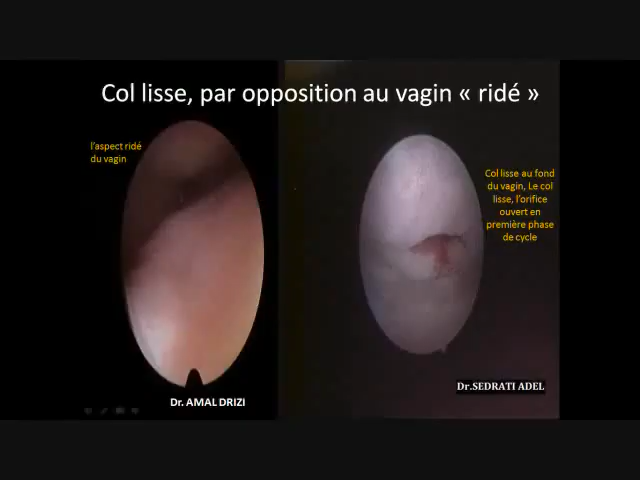 Col lisse, par opposition au vagin « ridé »
l'aspect ridé
du vagin
Col lisse au fond
du vagin, Le col
lisse, l'orifice
ouvert en
première phase
de cycle
Dr. AMAL DRIZI
Dr.SEDRATI ADEL